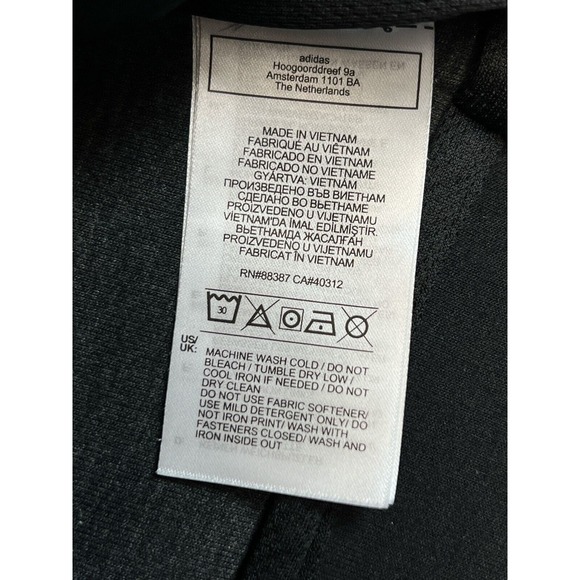 adidas
Hoogoorddreef 9a
Amsterdam 1101 BA
The Netherlands
MADE IN VIETNAM
FABRIQUÉ AU VIÊTNAM
FABRICADO EN VIETNAM
FABRICADO NO VIETNAME
GYÁRTVA: VIETNÁM
ПРОИЗВЕДЕНО ВЪВ ВИЕТНАМ
СДЕЛАНО ВО ВЬЕТНАМЕ
PROIZVEDENO U VIJETNAMU
VİETNAM'DA İMAL EDİLMİŞTİR.
ВЬЕТНАМДА ЖАСАЛҒАН
PROIZVEDENO U VIJETNAMU
FABRICAT ÎN VIETNAM
RN#88387 CA#40312
30
US/
UK:
MACHINE WASH COLD / DO NOT
BLEACH / TUMBLE DRY LOW /
COOL IRON IF NEEDED / DO NOT
DRY CLEAN
DO NOT USE FABRIC SOFTENER/
USE MILD DETERGENT ONLY/ DO
NOT IRON PRINT/ WASH WITH
FASTENERS CLOSED/ WASH AND
IRON INSIDE OUT